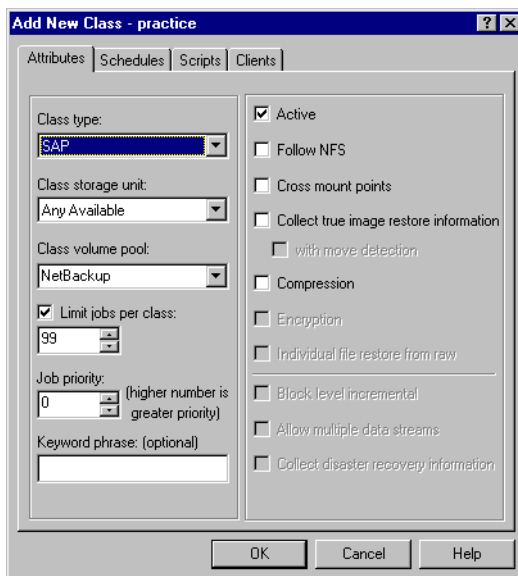 Add New Class - practice
Attributes
Schedules
Scripts
Clients
Class type:
SAP
Class storage unit:
Any Available
Class volume pool:
NetBackup
Limit jobs per class:
99
Job priority:
0
(higher number is
greater priority)
Keyword phrase: (optional)
Active
Follow NFS
Cross mount points
Collect true image restore information
with move detection
Compression
Encryption
Individual file restore from raw
Block level incremental
Allow multiple data streams
Collect disaster recovery information
OK
Cancel
Help